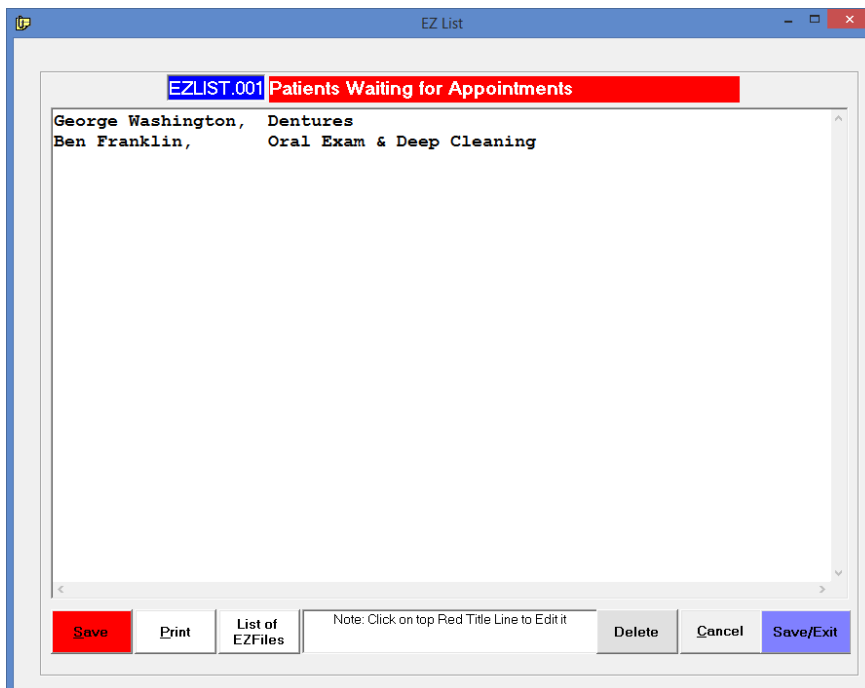 EZ List
EZLIST.001 Patients Waiting for Appointments
George Washington, Dentures
Ben Franklin, Oral Exam & Deep Cleaning
Save Print List of EZFiles Note: Click on top Red Title Line to Edit it Delete Cancel Save/Exit